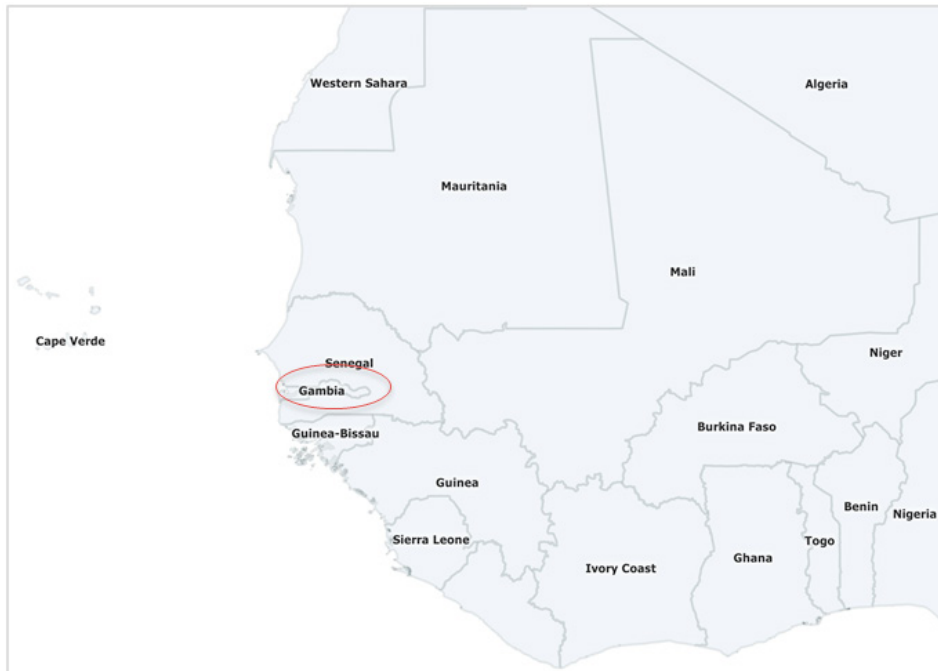 Western Sahara
Algeria
Mauritania
Mali
Cape Verde
Senegal
Niger
Gambia
Burkina Faso
Guinea-Bissau
Guinea
Benin
Nigeria
Sierra Leone
Togo
Ghana
Ivory Coast